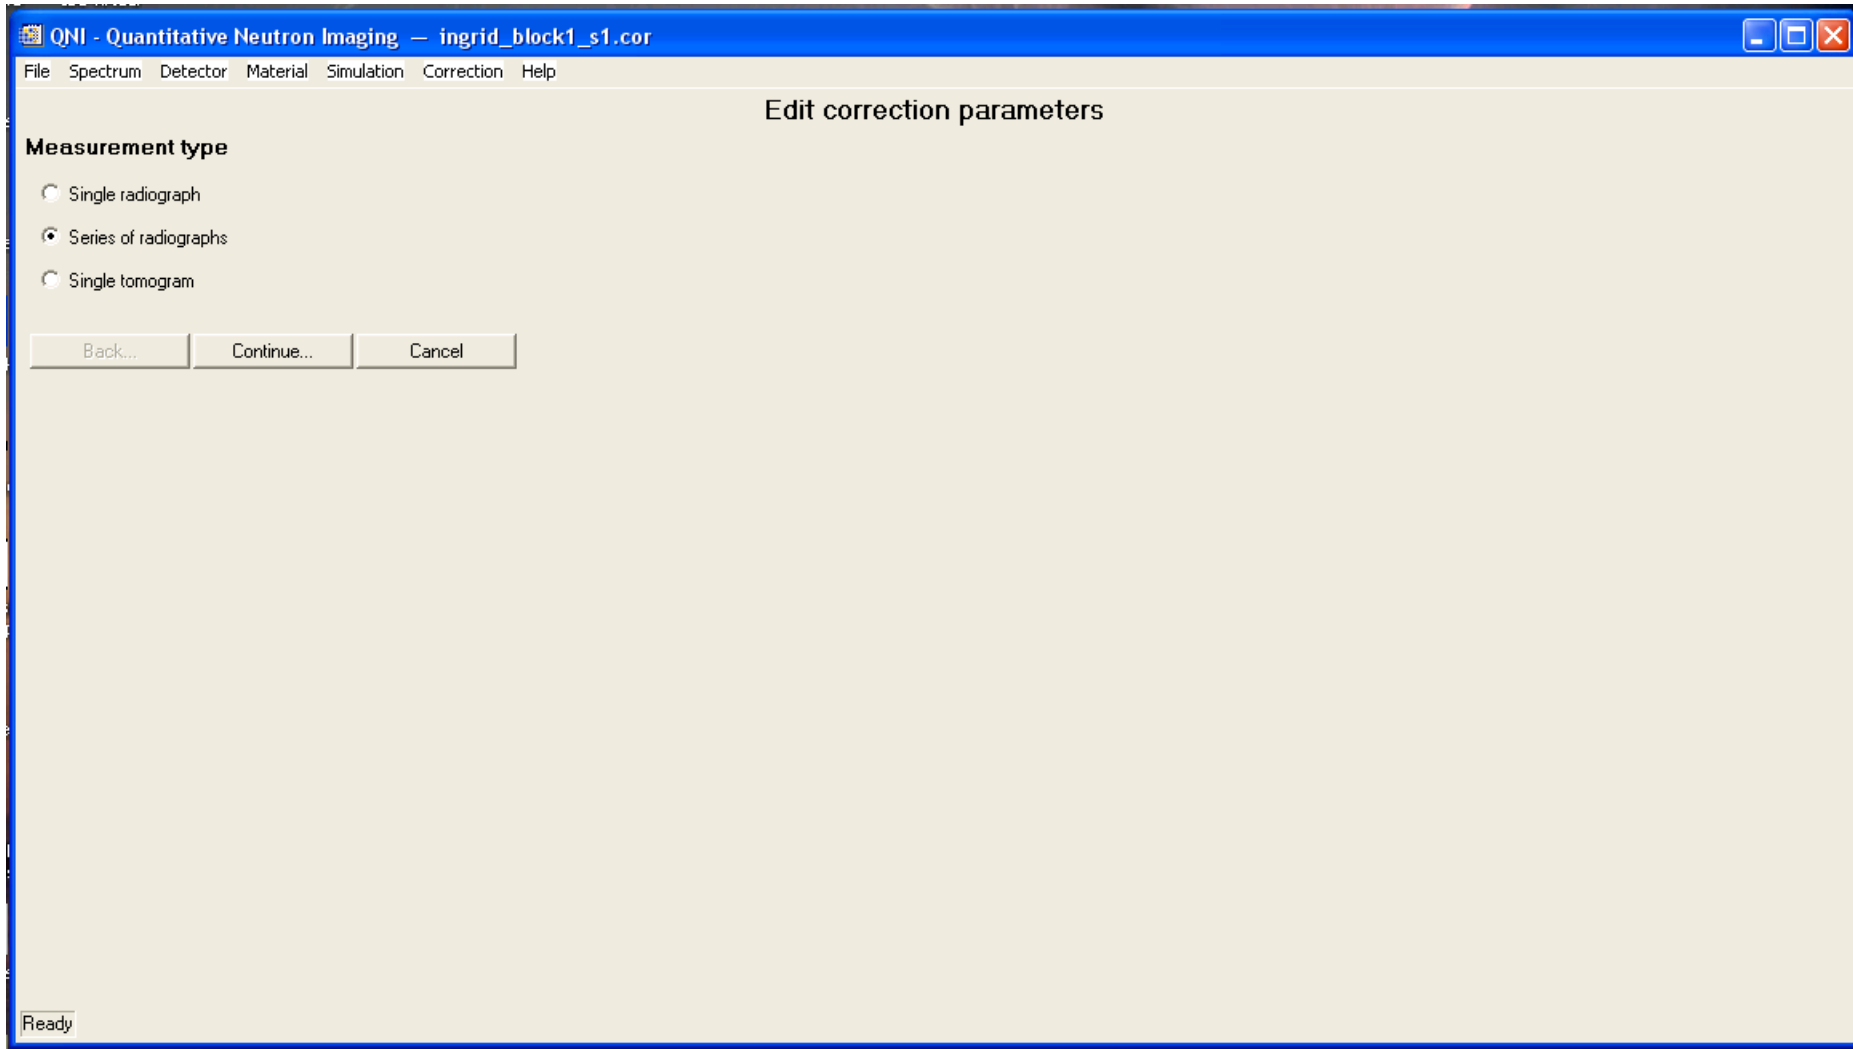 QNI - Quantitative Neutron Imaging — ingrid_block1_s1.cor
File Spectrum Detector Material Simulation Correction Help
Edit correction parameters
Measurement type
Single radiograph
Series of radiographs
Single tomogram
Back... Continue... Cancel
Ready